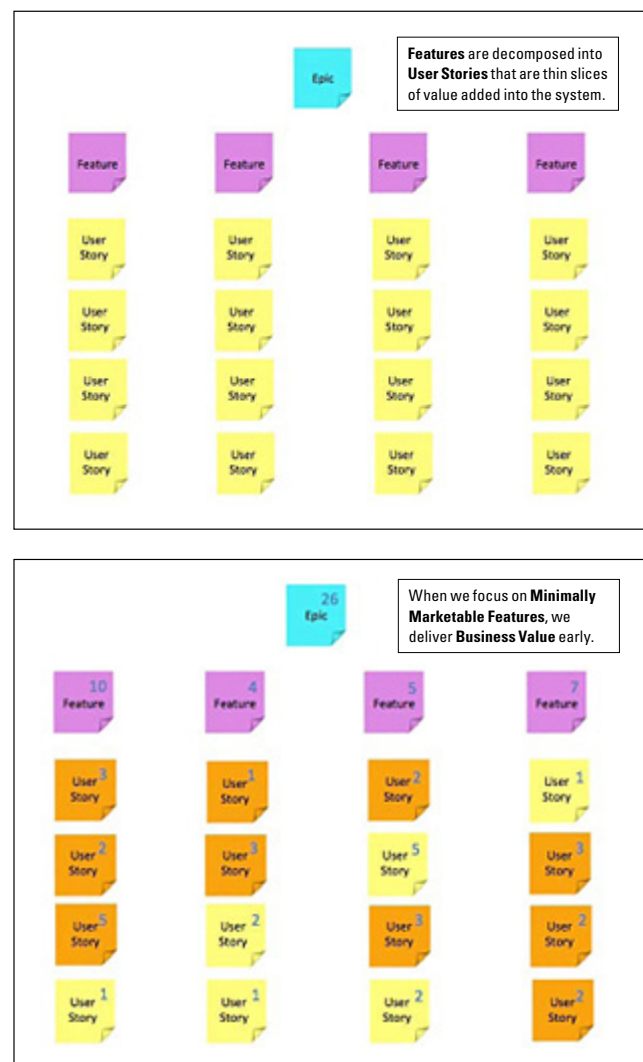 Features are decomposed into
User Stories that are thin slices
of value added into the system.
Epic
Feature Feature Feature Feature
User User User User
Story Story Story Story
User User User User
Story Story Story Story
User User User User
Story Story Story Story
User User User User
Story Story Story Story
When we focus on Minimally
Marketable Features, we
deliver Business Value early.
26
Epic
10 4 5 7
Feature Feature Feature Feature
User 3 User 1 User 2 User 1
Story Story Story Story
User 2 User 3 User 5 User 3
Story Story Story Story
User 5 User 2 User 3 User 2
Story Story Story Story
User 1 User 1 User 2 User 2
Story Story Story Story